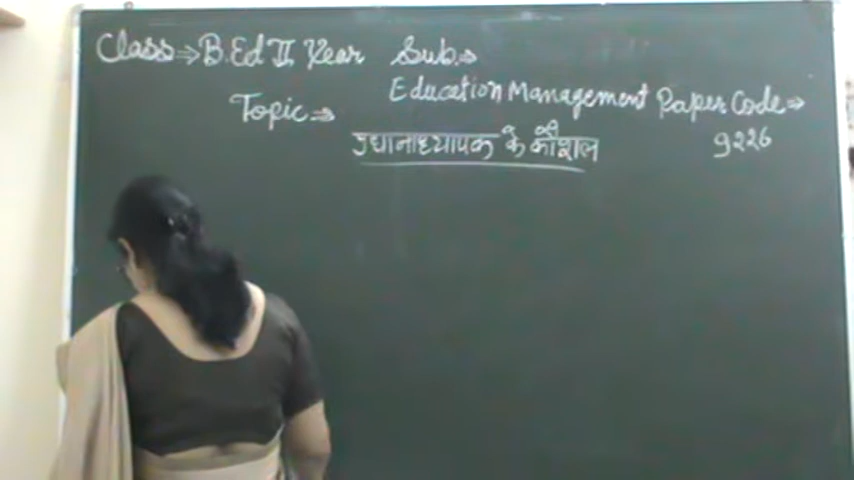 Class⇒ B.Ed II Year Sub.⇒
Education Management Paper Code⇒
Topic⇒
प्रधानाध्यापक के कौशल 9226